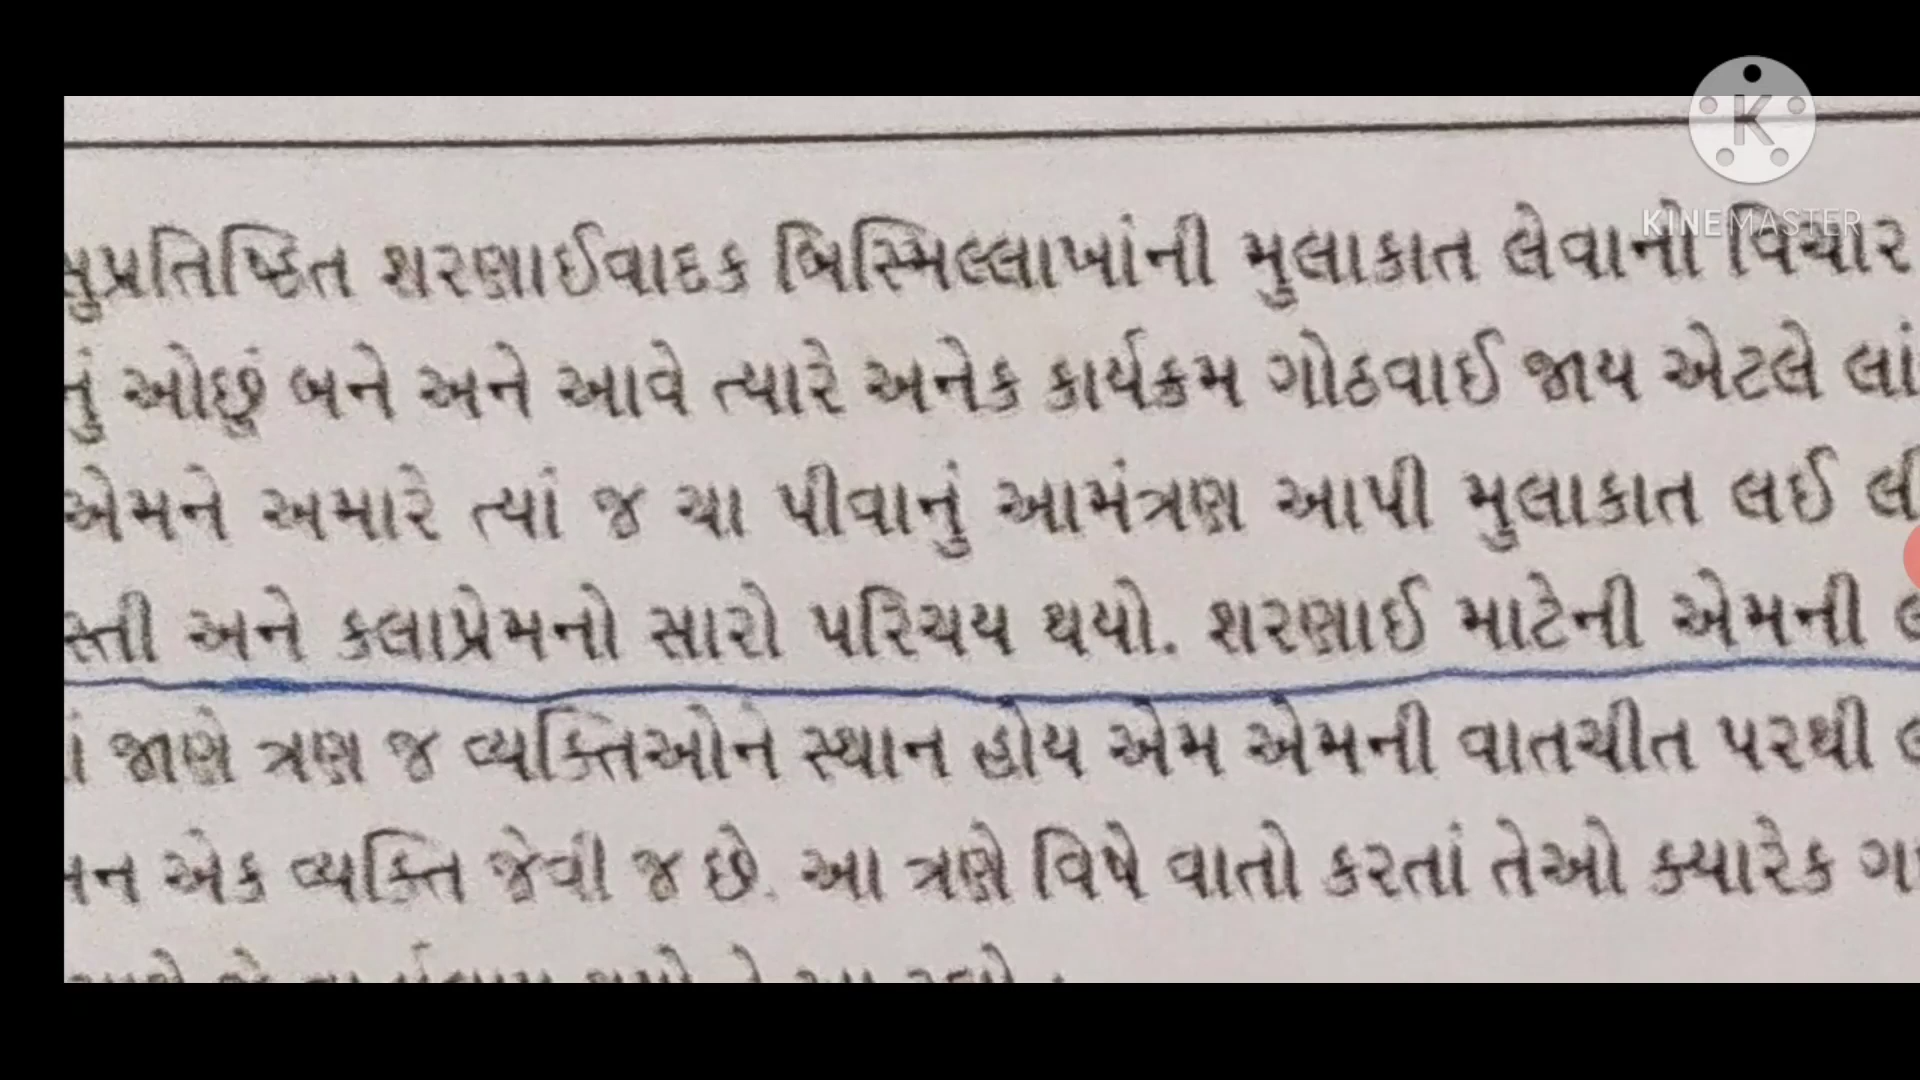 KINEMASTER
સુપ્રતિષ્ઠિત શરણાઈવાદક બિસ્મિલ્લાખાંની મુલાકાત લેવાનો વિચાર
નું ઓછું બને અને આવે ત્યારે અનેક કાર્યક્રમ ગોઠવાઈ જાય એટલે
એમને અમારે ત્યાં જ ચા પીવાનું આમંત્રણ આપી મુલાકાત લઈ
સ્તી અને કલાપ્રેમનો સારો પરિચય થયો. શરણાઈ માટેની એમની
જાણે ત્રણ જ વ્યક્તિઓને સ્થાન હોય એમ એમની વાતચીત પરથી
એક વ્યક્તિ જેવી જ છે. આ ત્રણે વિષે વાતો કરતાં તેઓ ક્યારેક